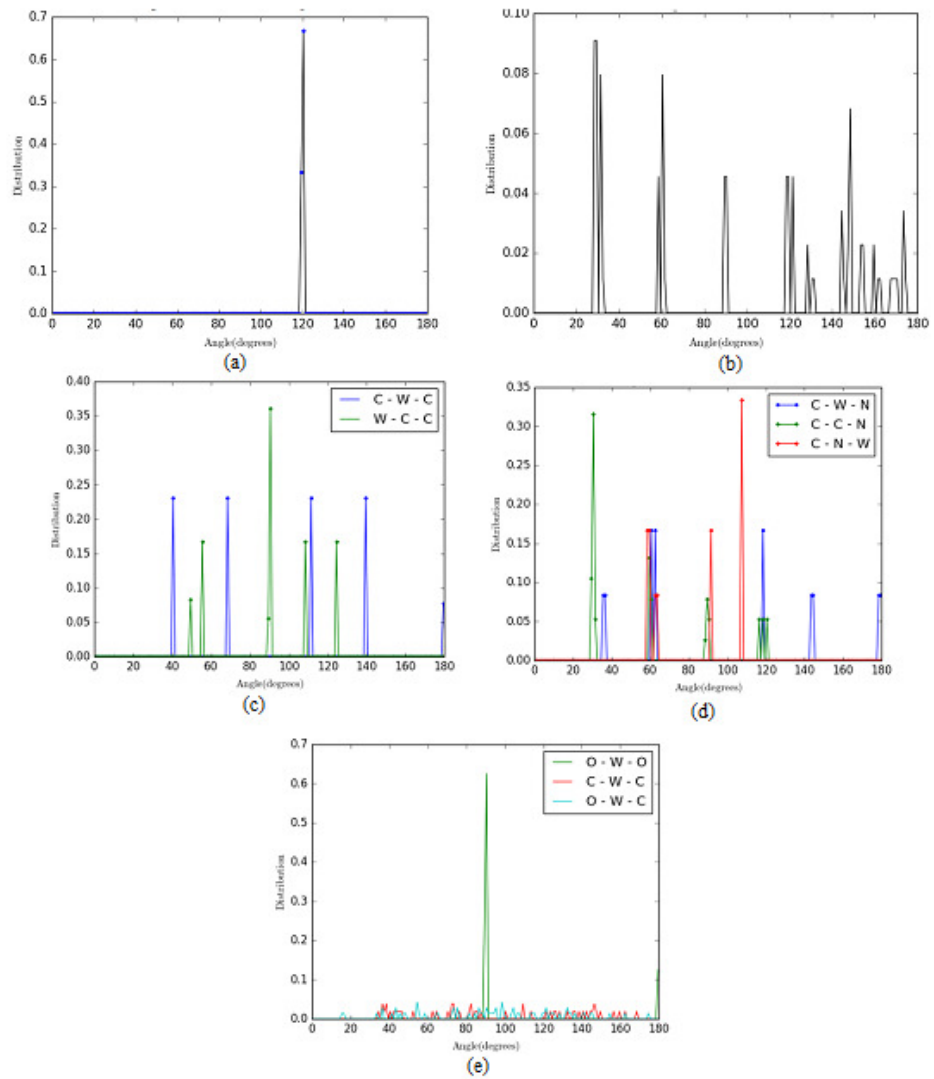 0.7
0.6
0.5
0.4
0.3
0.2
0.1
0.0
Distribution
0 20 40 60 80 100 120 140 160 180
Angle(degrees)
(a)
0.10
0.08
0.06
0.04
0.02
0.00
Distribution
0 20 40 60 80 100 120 140 160 180
Angle(degrees)
(b)
0.40
0.35
0.30
0.25
0.20
0.15
0.10
0.05
0.00
Distribution
C - W - C
W - C - C
0 20 40 60 80 100 120 140 160 180
Angle(degrees)
(c)
0.35
0.30
0.25
0.20
0.15
0.10
0.05
0.00
Distribution
C - W - N
C - C - N
C - N - W
0 20 40 60 80 100 120 140 160 180
Angle(degrees)
(d)
0.7
0.6
0.5
0.4
0.3
0.2
0.1
0.0
Distribution
O - W - O
C - W - C
O - W - C
0 20 40 60 80 100 120 140 160 180
Angle(degrees)
(e)